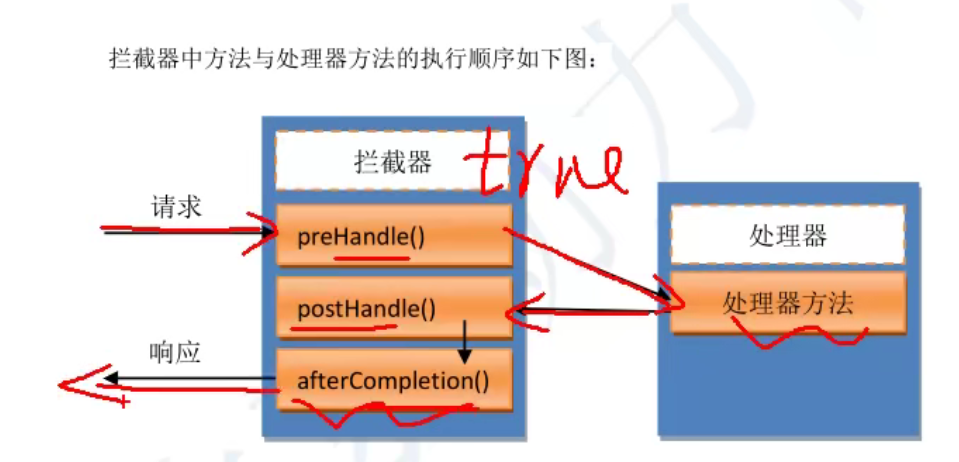 拦截器中方法与处理器方法的执行顺序如下图：
拦截器
true
请求
处理器
preHandle()
处理器方法
postHandle()
响应
afterCompletion()